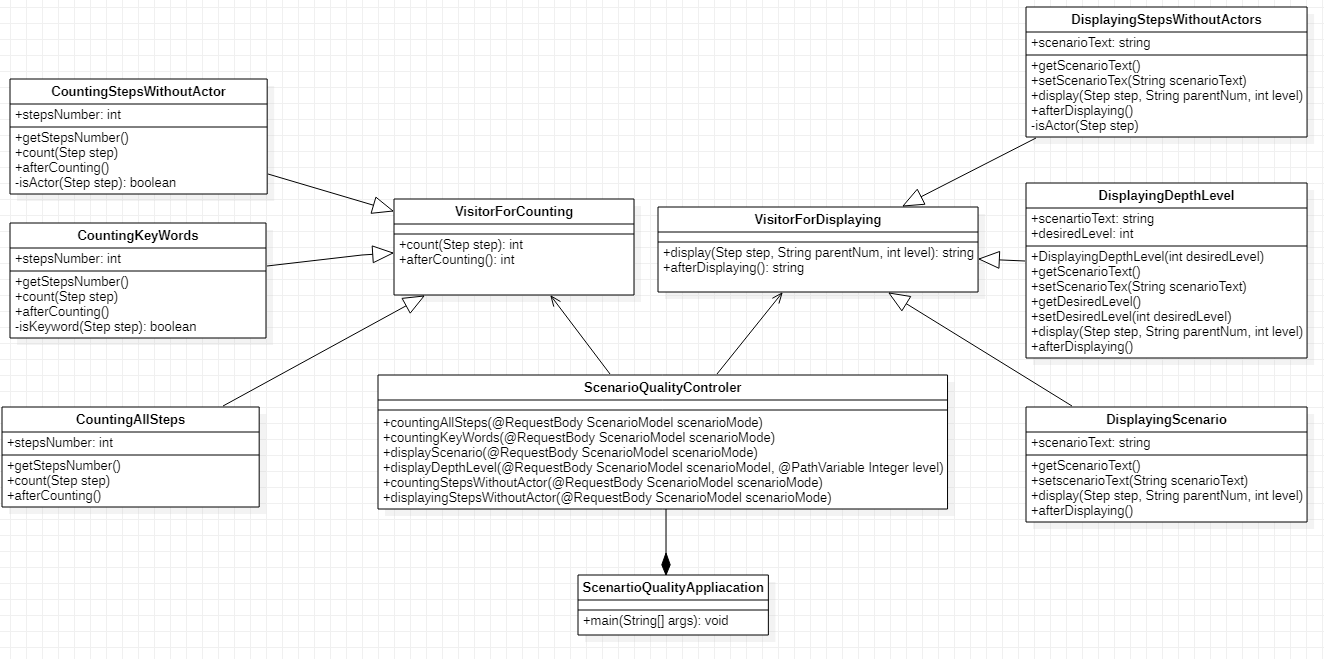 CountingStepsWithoutActor
+stepsNumber: int
+getStepsNumber()
+count(Step step)
+afterCounting()
-isActor(Step step): boolean
CountingKeyWords
+stepsNumber: int
+getStepsNumber()
+count(Step step)
+afterCounting()
-isKeyword(Step step): boolean
CountingAllSteps
+stepsNumber: int
+getStepsNumber()
+count(Step step)
+afterCounting()
VisitorForCounting
+count(Step step): int
+afterCounting(): int
VisitorForDisplaying
+display(Step step, String parentNum, int level): string
+afterDisplaying(): string
ScenarioQualityControler
+countingAllSteps(@RequestBody ScenarioModel scenarioMode)
+countingKeyWords(@RequestBody ScenarioModel scenarioMode)
+displayScenario(@RequestBody ScenarioModel scenarioMode)
+displayDepthLevel(@RequestBody ScenarioModel scenarioModel, @PathVariable Integer level)
+countingStepsWithoutActor(@RequestBody ScenarioModel scenarioMode)
+displayingStepsWithoutActor(@RequestBody ScenarioModel scenarioMode)
ScenartioQualityAppliacation
+main(String[] args): void
DisplayingStepsWithoutActors
+scenarioText: string
+getScenarioText()
+setScenarioTex(String scenarioText)
+display(Step step, String parentNum, int level)
+afterDisplaying()
-isActor(Step step)
DisplayingDepthLevel
+scenartioText: string
+desiredLevel: int
+DisplayingDepthLevel(int desiredLevel)
+getScenarioText()
+setScenarioTex(String scenarioText)
+getDesiredLevel()
+setDesiredLevel(int desiredLevel)
+display(Step step, String parentNum, int level)
+afterDisplaying()
DisplayingScenario
+scenarioText: string
+getScenarioText()
+setscenarioText(String scenarioText)
+display(Step step, String parentNum, int level)
+afterDisplaying()